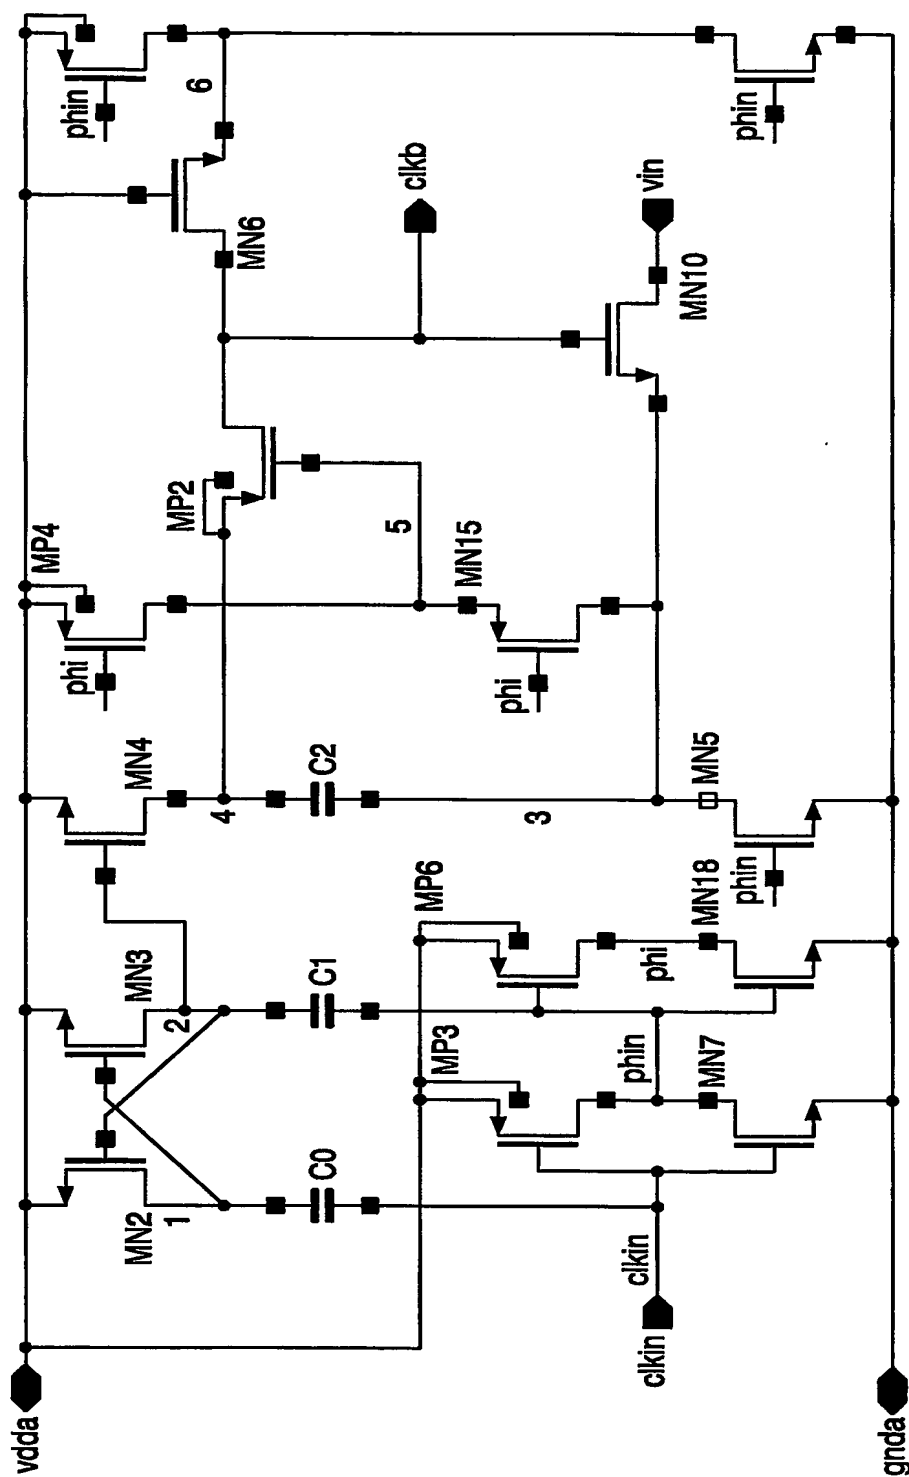 vdda
MN2
1
MN3
2
MN4
4
phi
MP4
MP2
MN6
6
phin
C0
C1
C2
5
clkb
MP3
MP6
3
phi
MN15
clkin
clkin
phin
MN7
phi
MN18
phin
MN5
MN10
vin
phin
gnda